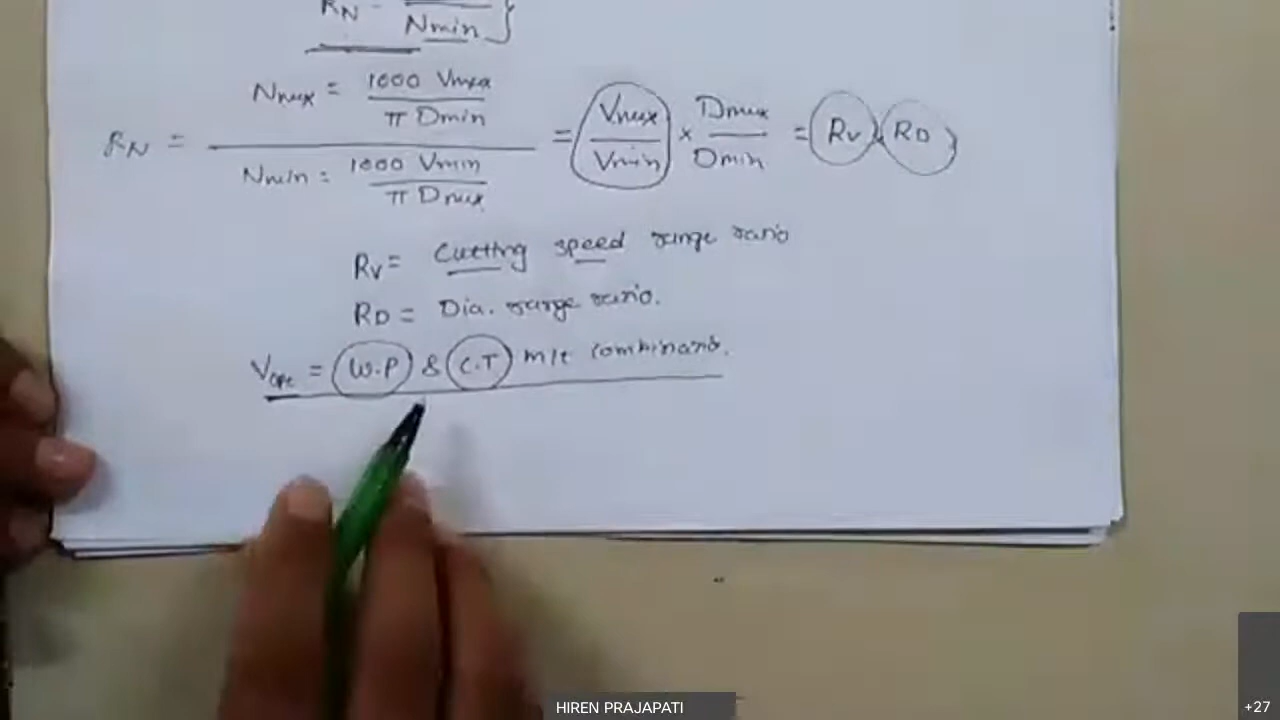 RN = / Nmin }
Nmax = 1000 Vmax / π Dmin
RN = = Vmax / Vmin × Dmax / Dmin = RV RD
Nmin = 1000 Vmin / π Dmax
RV = Cutting speed range ratio
RD = Dia. range ratio.
Vopt = W.P & C.T m/t combination.
HIREN PRAJAPATI
+27